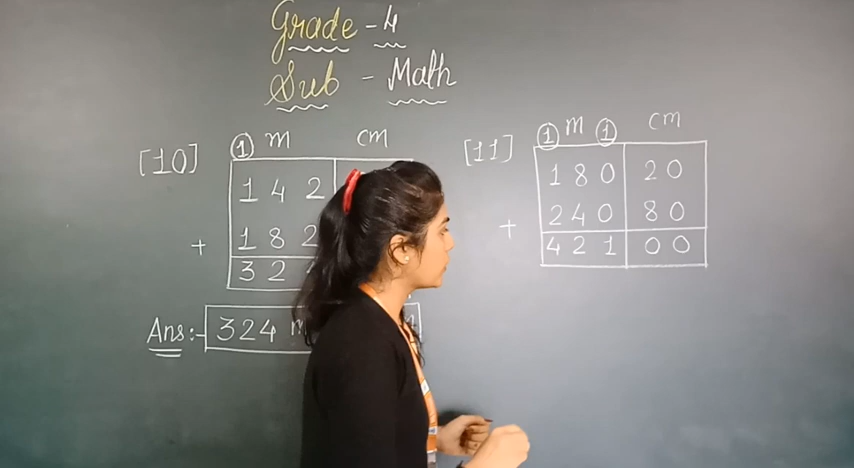 Grade - 4
Sub - Math
[10] 1 m cm
1 4 2
+ 1 8 2
3 2
Ans:- 324 m
[11] 1 m 1 cm
1 8 0 2 0
+ 2 4 0 8 0
4 2 1 0 0